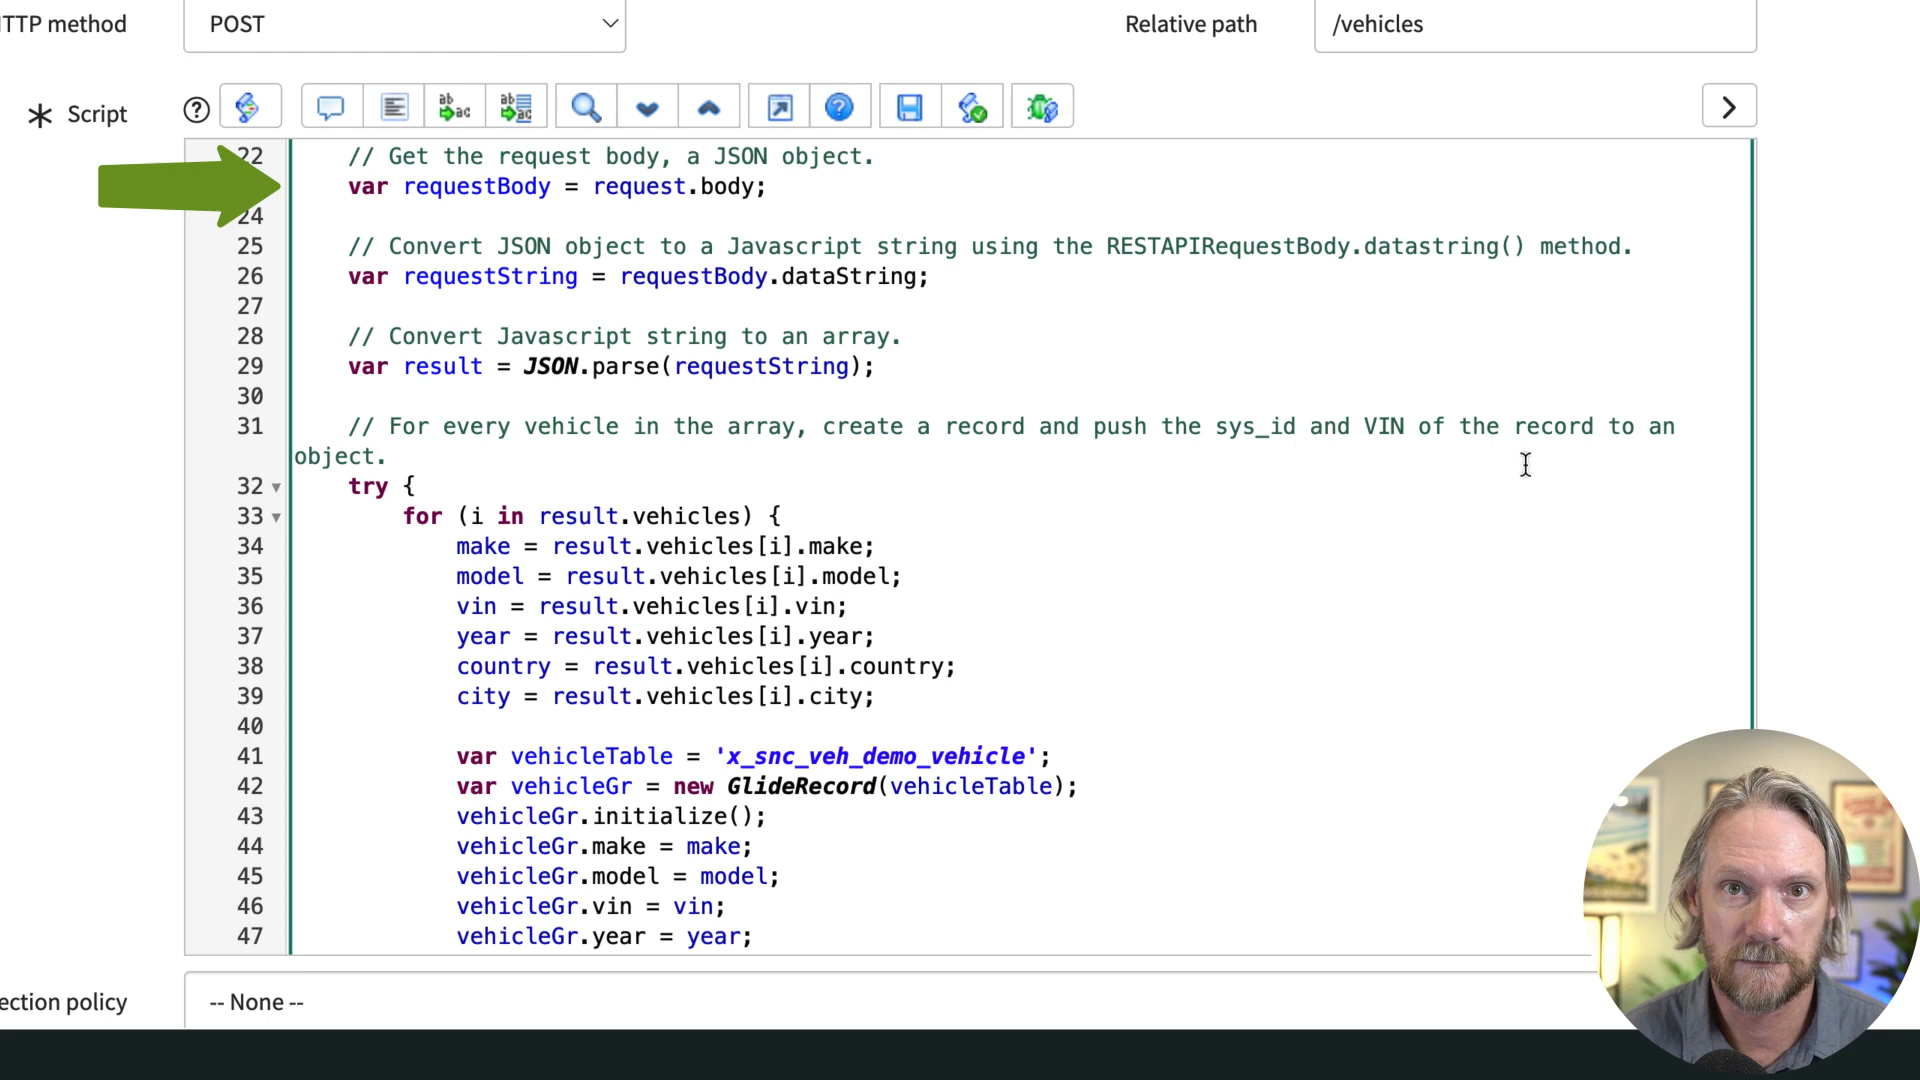 HTTP method
POST
Relative path
/vehicles
Script
22 // Get the request body, a JSON object.
var requestBody = request.body;
24
25 // Convert JSON object to a Javascript string using the RESTAPIRequestBody.datastring() method.
26 var requestString = requestBody.dataString;
27
28 // Convert Javascript string to an array.
29 var result = JSON.parse(requestString);
30
31 // For every vehicle in the array, create a record and push the sys_id and VIN of the record to an
object.
32 try {
33 for (i in result.vehicles) {
34 make = result.vehicles[i].make;
35 model = result.vehicles[i].model;
36 vin = result.vehicles[i].vin;
37 year = result.vehicles[i].year;
38 country = result.vehicles[i].country;
39 city = result.vehicles[i].city;
40
41 var vehicleTable = 'x_snc_veh_demo_vehicle';
42 var vehicleGr = new GlideRecord(vehicleTable);
43 vehicleGr.initialize();
44 vehicleGr.make = make;
45 vehicleGr.model = model;
46 vehicleGr.vin = vin;
47 vehicleGr.year = year;
ection policy
-- None --